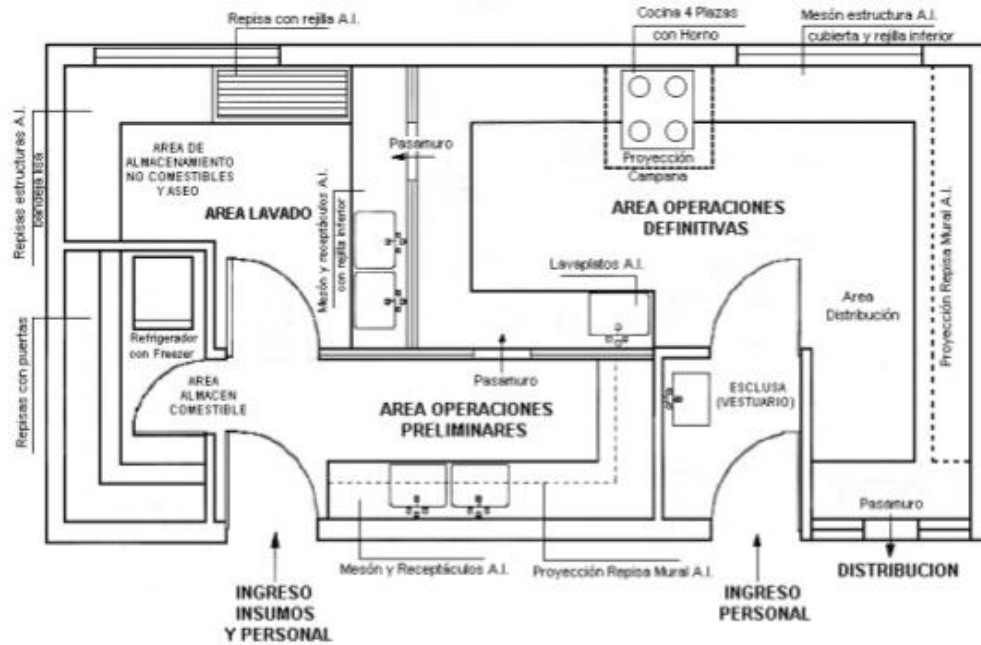 Repisa con rejilla A.I.
Cocina 4 Plazas
con Horno
Mesón estructura A.I.
cubierta y rejilla inferior
Repisas estructuras A.I.
bandeja lisa
AREA DE
ALMACENAMIENTO
NO COMESTIBLES
Y ASEO
AREA LAVADO
Mesón y receptáculos A.I.
con rejilla inferior
Pasamuro
Proyección
Campana
AREA OPERACIONES
DEFINITIVAS
Lavaplatos A.I.
Area
Distribución
Proyección Repisa Mural A.I.
Repisas con puertas
Refrigerador
con Freezer
AREA
ALMACEN
COMESTIBLE
Pasamuro
AREA OPERACIONES
PRELIMINARES
ESCLUSA
(VESTUARIO)
Pasamuro
Mesón y Receptáculos A.I.
Proyección Repisa Mural A.I.
INGRESO
INSUMOS
Y PERSONAL
INGRESO
PERSONAL
DISTRIBUCION